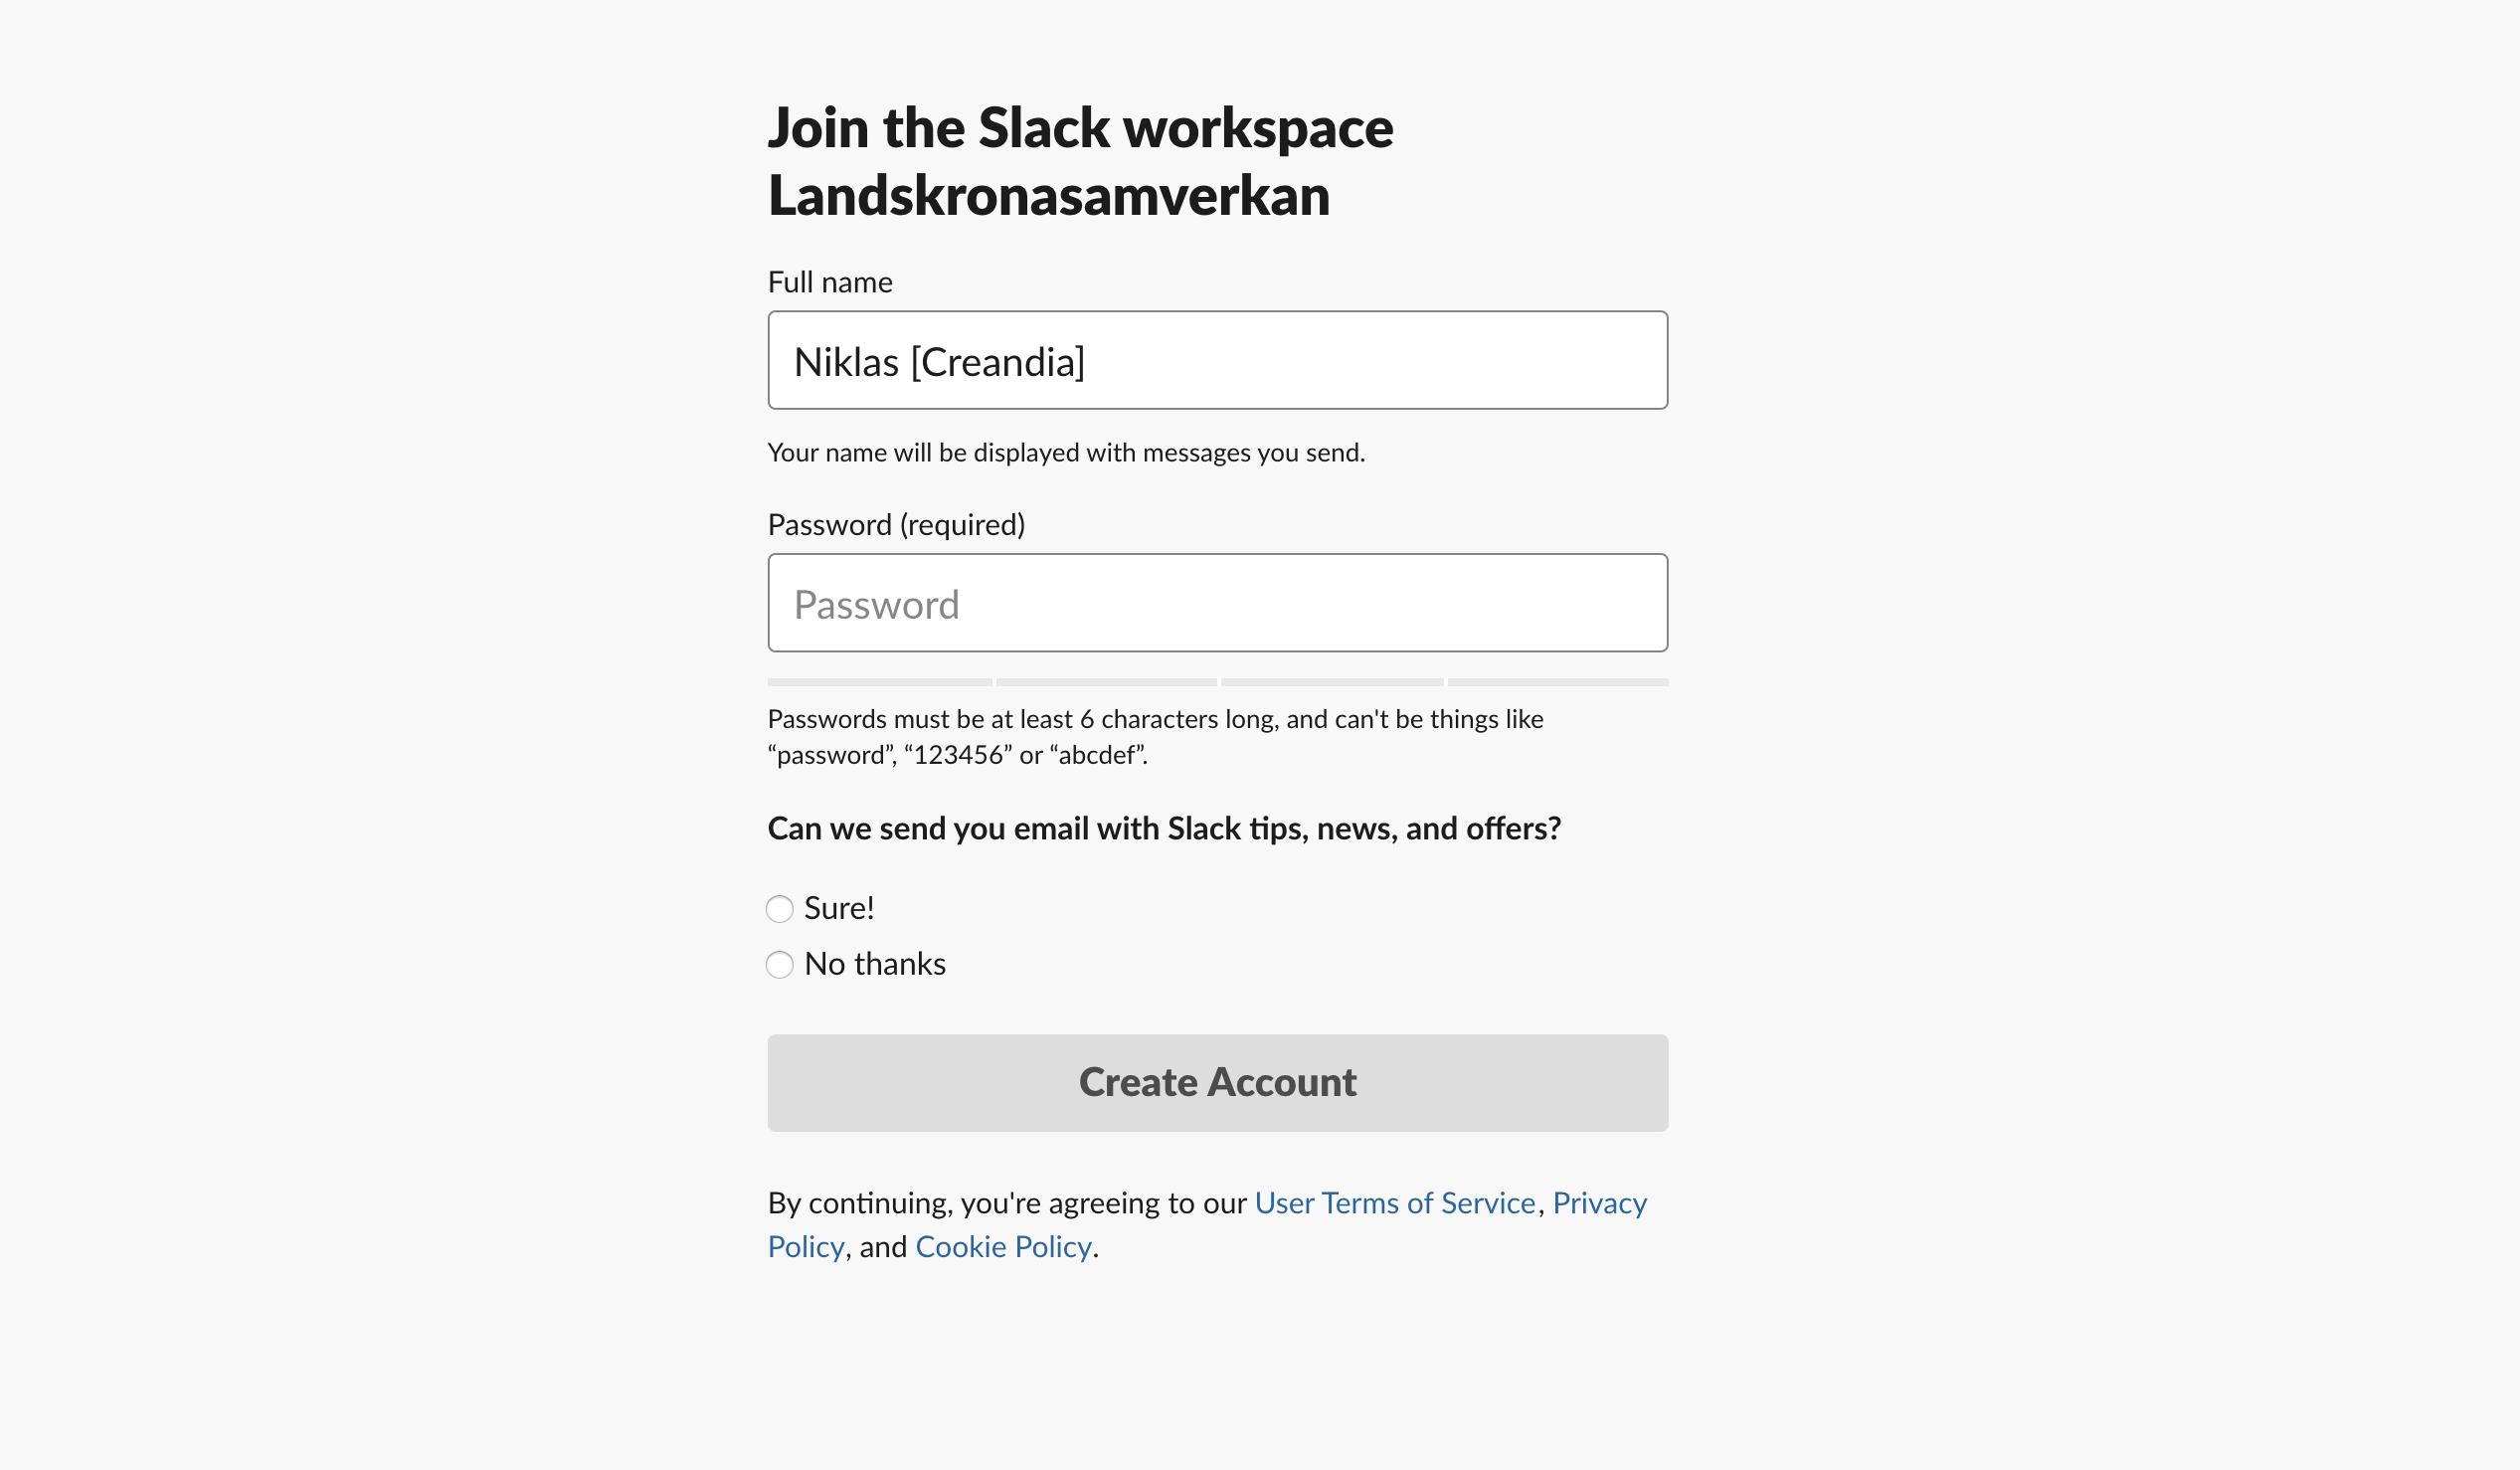 Join the Slack workspace
Landskronasamverkan
Full name
Niklas [Creandia]
Your name will be displayed with messages you send.
Password (required)
Password
Passwords must be at least 6 characters long, and can't be things like
“password”, “123456” or “abcdef”.
Can we send you email with Slack tips, news, and offers?
Sure!
No thanks
Create Account
By continuing, you're agreeing to our User Terms of Service, Privacy
Policy, and Cookie Policy.